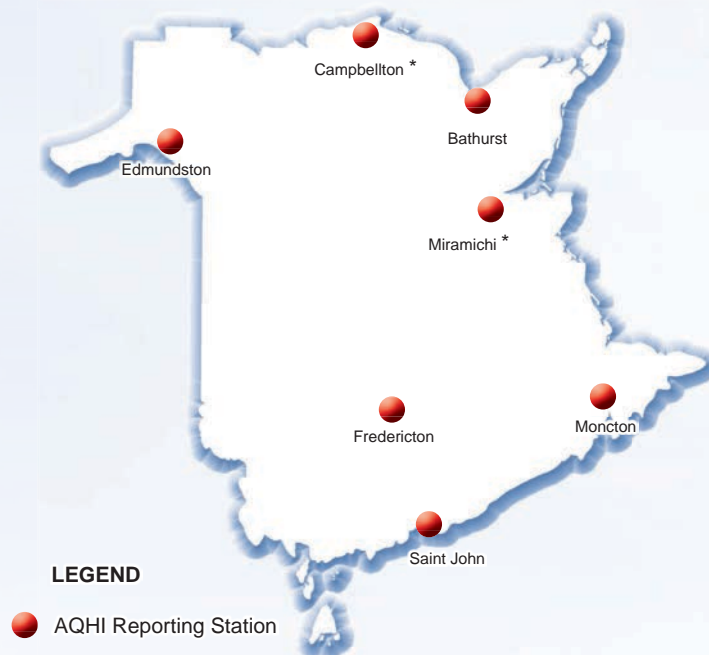 Campbellton *
Bathurst
Edmundston
Miramichi *
Fredericton
Moncton
Saint John
LEGEND
AQHI Reporting Station